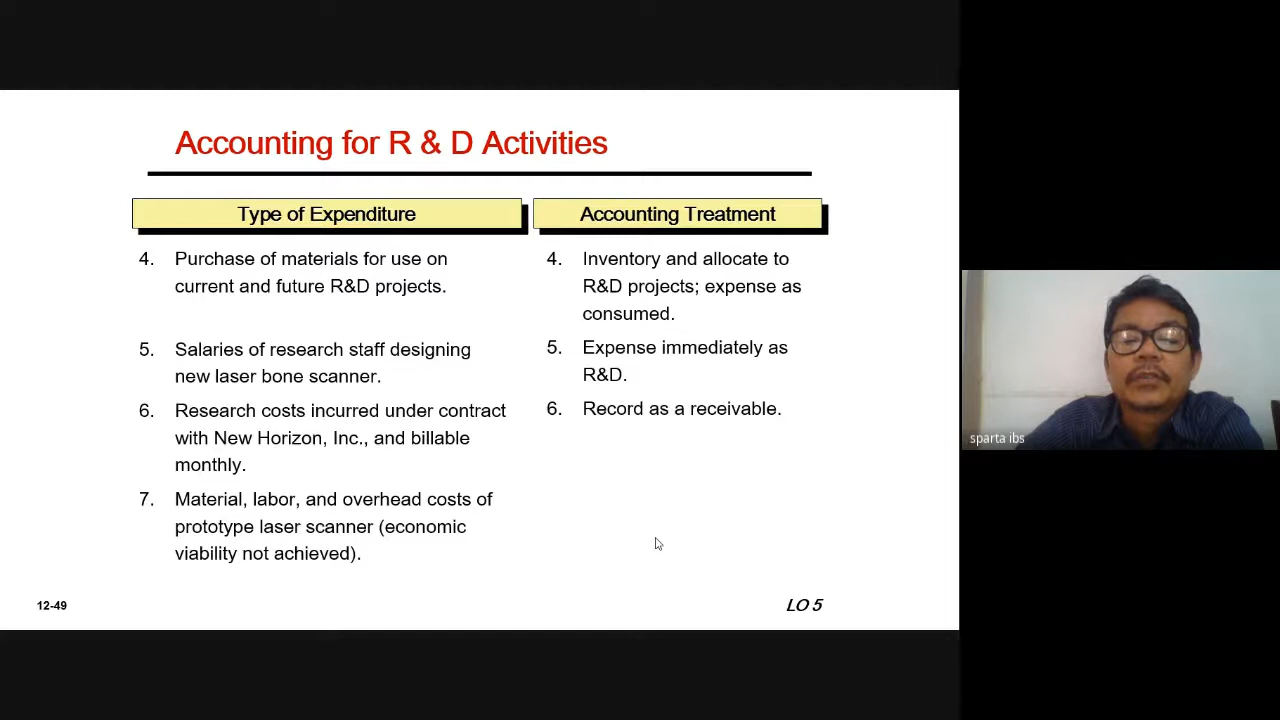 Accounting for R & D Activities
Type of Expenditure
Accounting Treatment
4. Purchase of materials for use on
current and future R&D projects.
4. Inventory and allocate to
R&D projects; expense as
consumed.
5. Salaries of research staff designing
new laser bone scanner.
5. Expense immediately as
R&D.
6. Research costs incurred under contract
with New Horizon, Inc., and billable
monthly.
6. Record as a receivable.
7. Material, labor, and overhead costs of
prototype laser scanner (economic
viability not achieved).
12-49
LO 5
sparta ibs